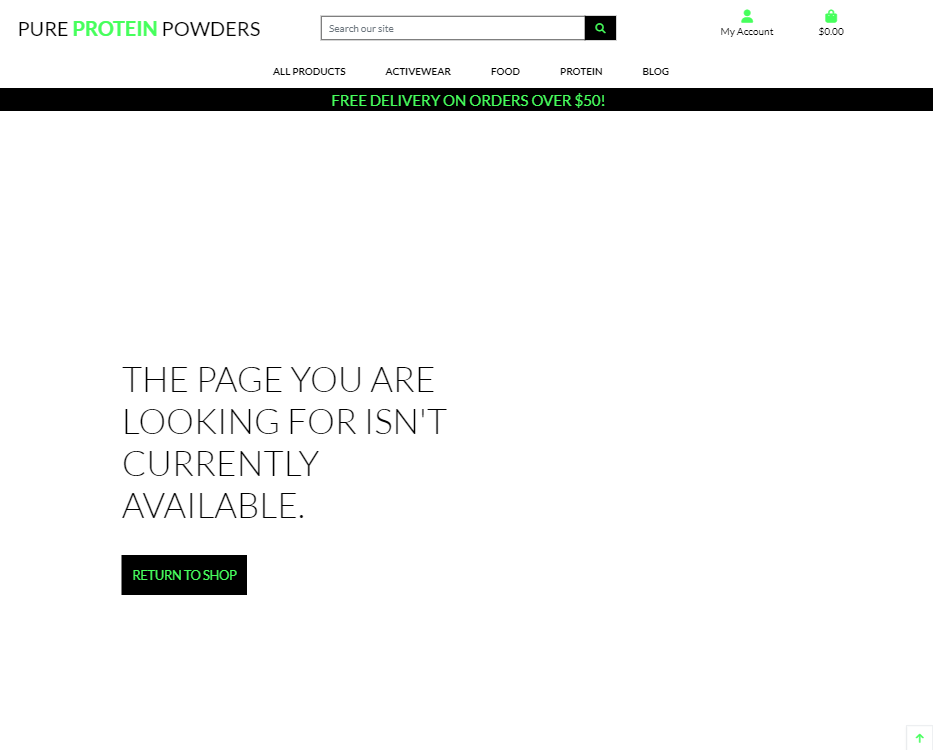 PURE PROTEIN POWDERS
Search our site
My Account
$0.00
ALL PRODUCTS
ACTIVEWEAR
FOOD
PROTEIN
BLOG
FREE DELIVERY ON ORDERS OVER $50!
THE PAGE YOU ARE
LOOKING FOR ISN'T
CURRENTLY
AVAILABLE.
RETURN TO SHOP